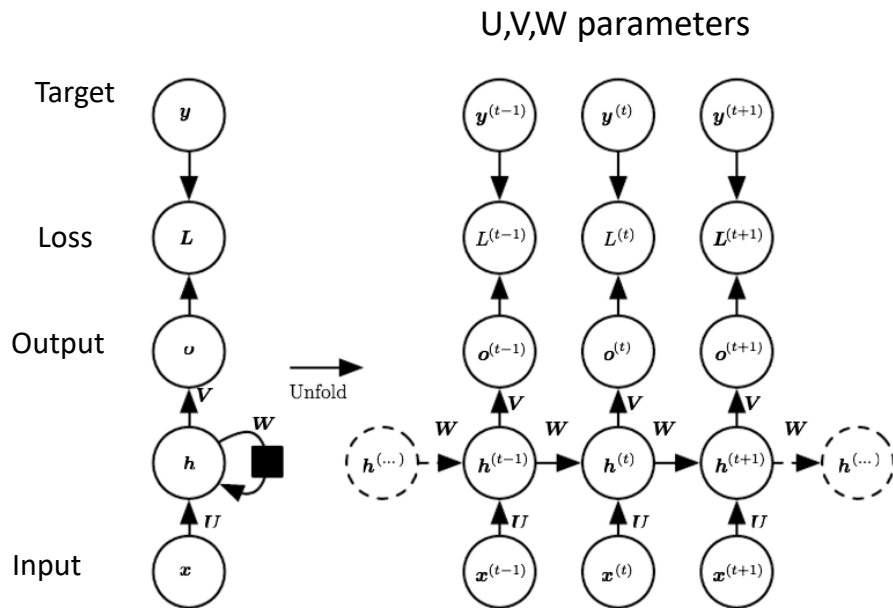 U,V,W parameters
Target
y y^(t−1) y^(t) y^(t+1)
Loss
L L^(t−1) L^(t) L^(t+1)
Output
o o^(t−1) o^(t) o^(t+1)
Unfold
V V V V
W W W W W
h h^(...) h^(t−1) h^(t) h^(t+1) h^(...)
U U U U
Input
x x^(t−1) x^(t) x^(t+1)